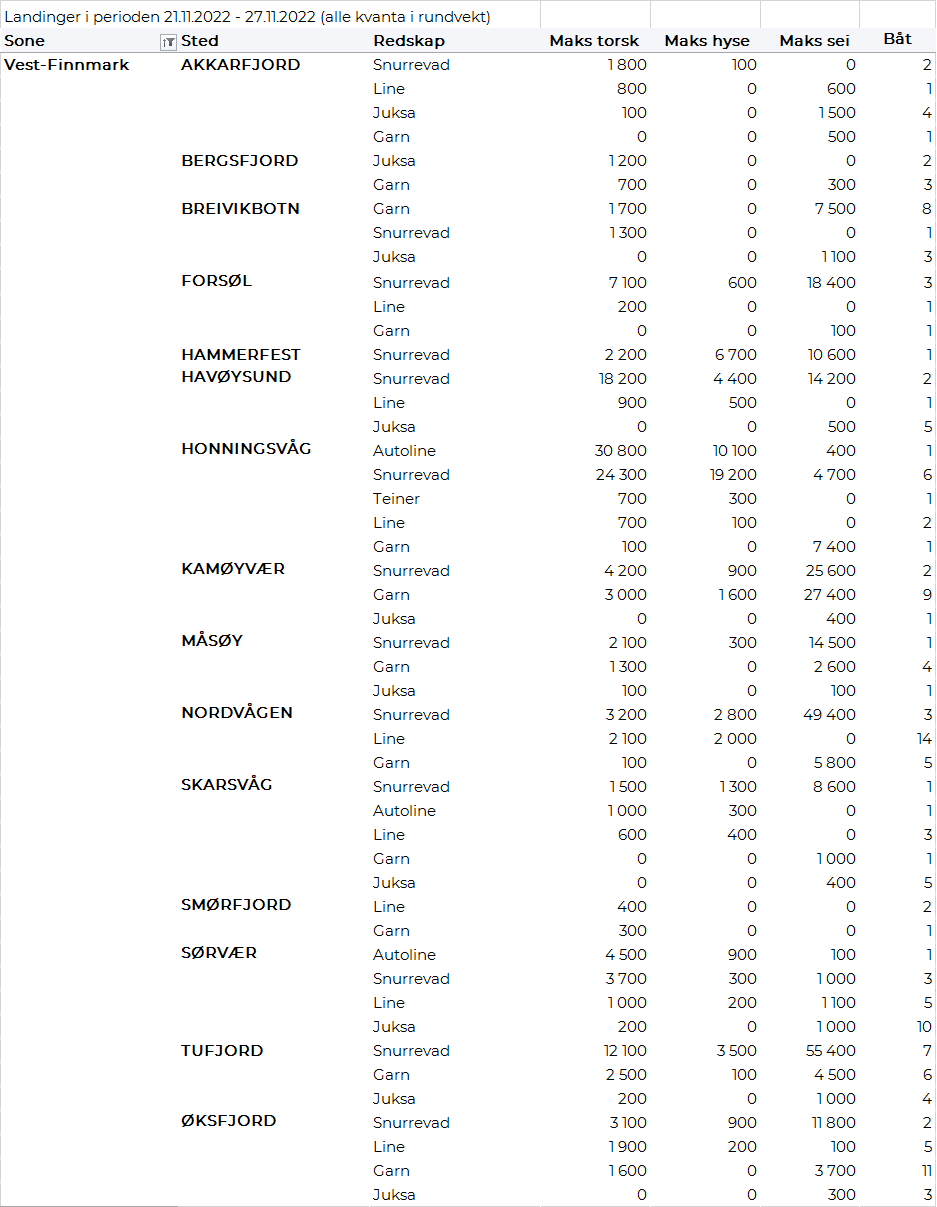 Landinger i perioden 21.11.2022 - 27.11.2022 (alle kvanta i rundvekt)
Sone Sted Redskap Maks torsk Maks hyse Maks sei Båt
Vest-Finnmark AKKARFJORD Snurrevad 1 800 100 0 2
Line 800 0 600 1
Juksa 100 0 1 500 4
Garn 0 0 500 1
BERGSFJORD Juksa 1 200 0 0 2
Garn 700 0 300 3
BREIVIKBOTN Garn 1 700 0 7 500 8
Snurrevad 1 300 0 0 1
Juksa 0 0 1 100 3
FORSØL Snurrevad 7 100 600 18 400 3
Line 200 0 0 1
Garn 0 0 100 1
HAMMERFEST Snurrevad 2 200 6 700 10 600 1
HAVØYSUND Snurrevad 18 200 4 400 14 200 2
Line 900 500 0 1
Juksa 0 0 500 5
HONNINGSVÅG Autoline 30 800 10 100 400 1
Snurrevad 24 300 19 200 4 700 6
Teiner 700 300 0 1
Line 700 100 0 2
Garn 100 0 7 400 1
KAMØYVÆR Snurrevad 4 200 900 25 600 2
Garn 3 000 1 600 27 400 9
Juksa 0 0 400 1
MÅSØY Snurrevad 2 100 300 14 500 1
Garn 1 300 0 2 600 4
Juksa 100 0 100 1
NORDVÅGEN Snurrevad 3 200 2 800 49 400 3
Line 2 100 2 000 0 14
Garn 100 0 5 800 5
SKARSVÅG Snurrevad 1 500 1 300 8 600 1
Autoline 1 000 300 0 1
Line 600 400 0 3
Garn 0 0 1 000 1
Juksa 0 0 400 5
SMØRFJORD Line 400 0 0 2
Garn 300 0 0 1
SØRVÆR Autoline 4 500 900 100 1
Snurrevad 3 700 300 1 000 3
Line 1 000 200 1 100 5
Juksa 200 0 1 000 10
TUFJORD Snurrevad 12 100 3 500 55 400 7
Garn 2 500 100 4 500 6
Juksa 200 0 1 000 4
ØKSFJORD Snurrevad 3 100 900 11 800 2
Line 1 900 200 100 5
Garn 1 600 0 3 700 11
Juksa 0 0 300 3